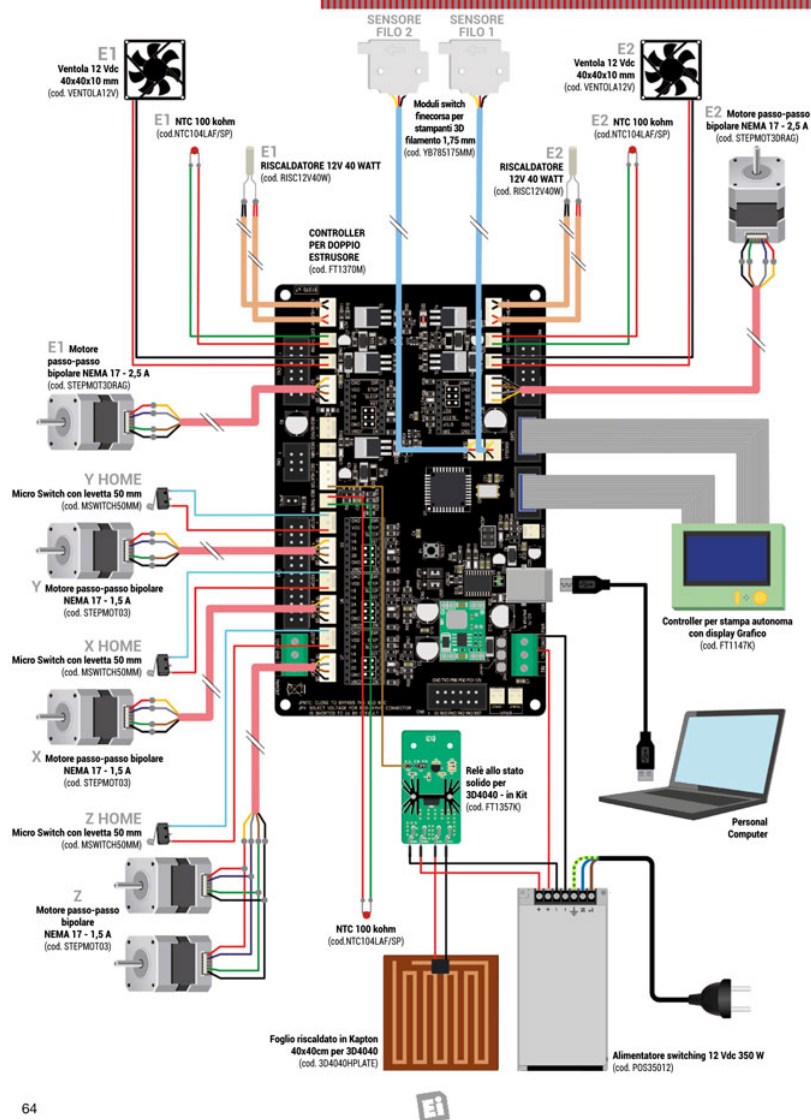 SENSORE
FILO 2
SENSORE
FILO 1
E1
Ventola 12 Vdc
40x40x10 mm
(cod. VENTOLA12V)
E2
Ventola 12 Vdc
40x40x10 mm
(cod. VENTOLA12V)
Moduli switch
finecorsa per
stampanti 3D
filamento 1,75 mm
(cod. YB785175MM)
E1 NTC 100 kohm
(cod.NTC104LAF/SP)
E2 NTC 100 kohm
(cod.NTC104LAF/SP)
E2 Motore passo-passo
bipolare NEMA 17 - 2,5 A
(cod. STEPMOT3DRAG)
E1
RISCALDATORE 12V 40 WATT
(cod. RISC12V40W)
E2
RISCALDATORE
12V 40 WATT
(cod. RISC12V40W)
CONTROLLER
PER DOPPIO
ESTRUSORE
(cod. FT1370M)
E1 Motore
passo-passo
bipolare NEMA 17 - 2,5 A
(cod. STEPMOT3DRAG)
Y HOME
Micro Switch con levetta 50 mm
(cod. MSWITCH50MM)
Y Motore passo-passo bipolare
NEMA 17 - 1,5 A
(cod. STEPMOT03)
X HOME
Micro Switch con levetta 50 mm
(cod. MSWITCH50MM)
X Motore passo-passo bipolare
NEMA 17 - 1,5 A
(cod. STEPMOT03)
Z HOME
Micro Switch con levetta 50 mm
(cod. MSWITCH50MM)
Z
Motore passo-passo
bipolare
NEMA 17 - 1,5 A
(cod. STEPMOT03)
Controller per stampa autonoma
con display Grafico
(cod. FT1147K)
Relè allo stato
solido per
3D4040 - in Kit
(cod. FT1357K)
Personal
Computer
NTC 100 kohm
(cod.NTC104LAF/SP)
Foglio riscaldato in Kapton
40x40cm per 3D4040
(cod. 3D4040HPLATE)
Alimentatore switching 12 Vdc 350 W
(cod. POS35012)
64
Ei